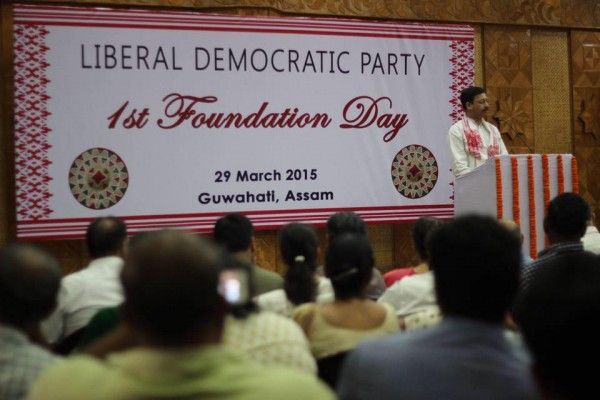 LIBERAL DEMOCRATIC PARTY
1st Foundation Day
29 March 2015
Guwahati, Assam